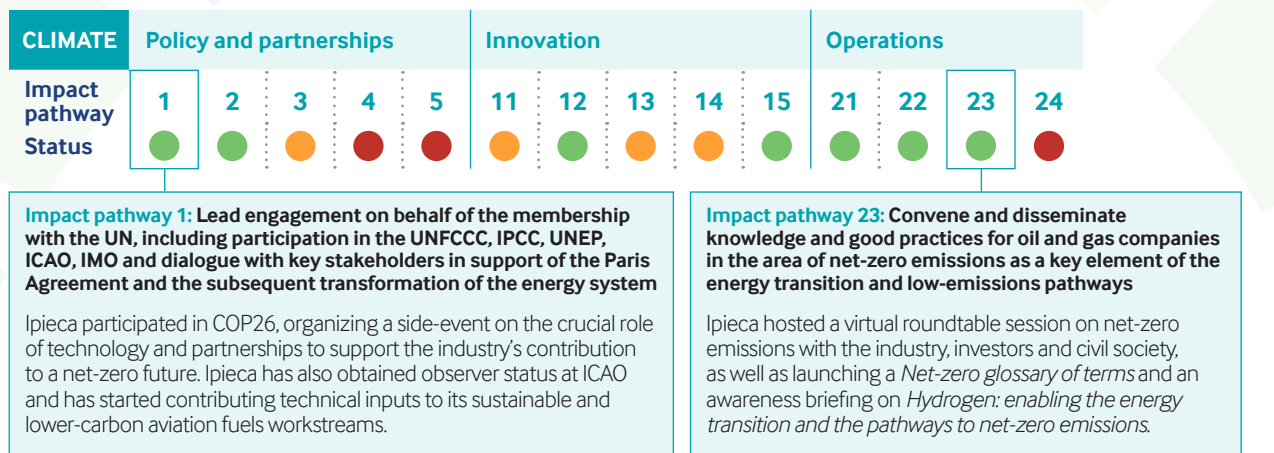 CLIMATE Policy and partnerships Innovation Operations
Impact
pathway
1 2 3 4 5 11 12 13 14 15 21 22 23 24
Status
Impact pathway 1: Lead engagement on behalf of the membership
with the UN, including participation in the UNFCCC, IPCC, UNEP,
ICAO, IMO and dialogue with key stakeholders in support of the Paris
Agreement and the subsequent transformation of the energy system
Ipieca participated in COP26, organizing a side-event on the crucial role
of technology and partnerships to support the industry's contribution
to a net-zero future. Ipieca has also obtained observer status at ICAO
and has started contributing technical inputs to its sustainable and
lower-carbon aviation fuels workstreams.
Impact pathway 23: Convene and disseminate
knowledge and good practices for oil and gas companies
in the area of net-zero emissions as a key element of the
energy transition and low-emissions pathways
Ipieca hosted a virtual roundtable session on net-zero
emissions with the industry, investors and civil society,
as well as launching a Net-zero glossary of terms and an
awareness briefing on Hydrogen: enabling the energy
transition and the pathways to net-zero emissions.